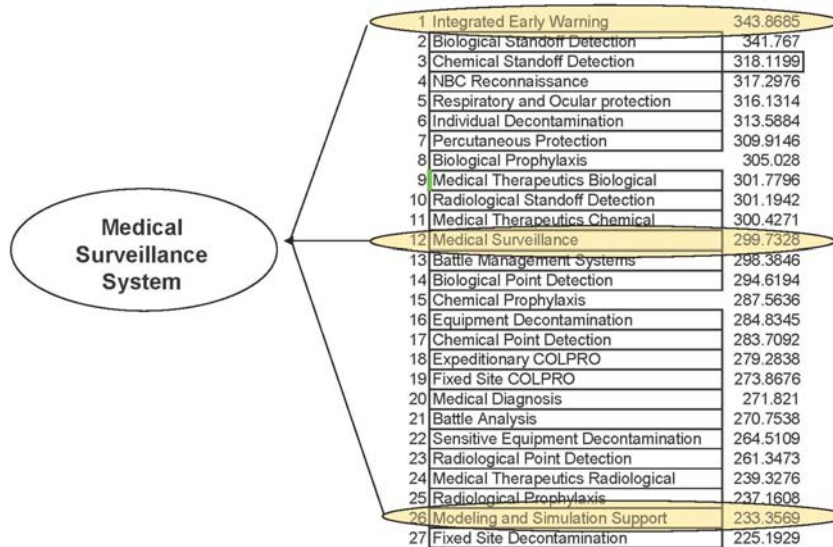 Medical
Surveillance
System
1 Integrated Early Warning 343.8685
2 Biological Standoff Detection 341.767
3 Chemical Standoff Detection 318.1199
4 NBC Reconnaissance 317.2976
5 Respiratory and Ocular protection 316.1314
6 Individual Decontamination 313.5884
7 Percutaneous Protection 309.9146
8 Biological Prophylaxis 305.028
9 Medical Therapeutics Biological 301.7796
10 Radiological Standoff Detection 301.1942
11 Medical Therapeutics Chemical 300.4271
12 Medical Surveillance 299.7328
13 Battle Management Systems 298.3846
14 Biological Point Detection 294.6194
15 Chemical Prophylaxis 287.5636
16 Equipment Decontamination 284.8345
17 Chemical Point Detection 283.7092
18 Expeditionary COLPRO 279.2838
19 Fixed Site COLPRO 273.8676
20 Medical Diagnosis 271.821
21 Battle Analysis 270.7538
22 Sensitive Equipment Decontamination 264.5109
23 Radiological Point Detection 261.3473
24 Medical Therapeutics Radiological 239.3276
25 Radiological Prophylaxis 237.1608
26 Modeling and Simulation Support 233.3569
27 Fixed Site Decontamination 225.1929